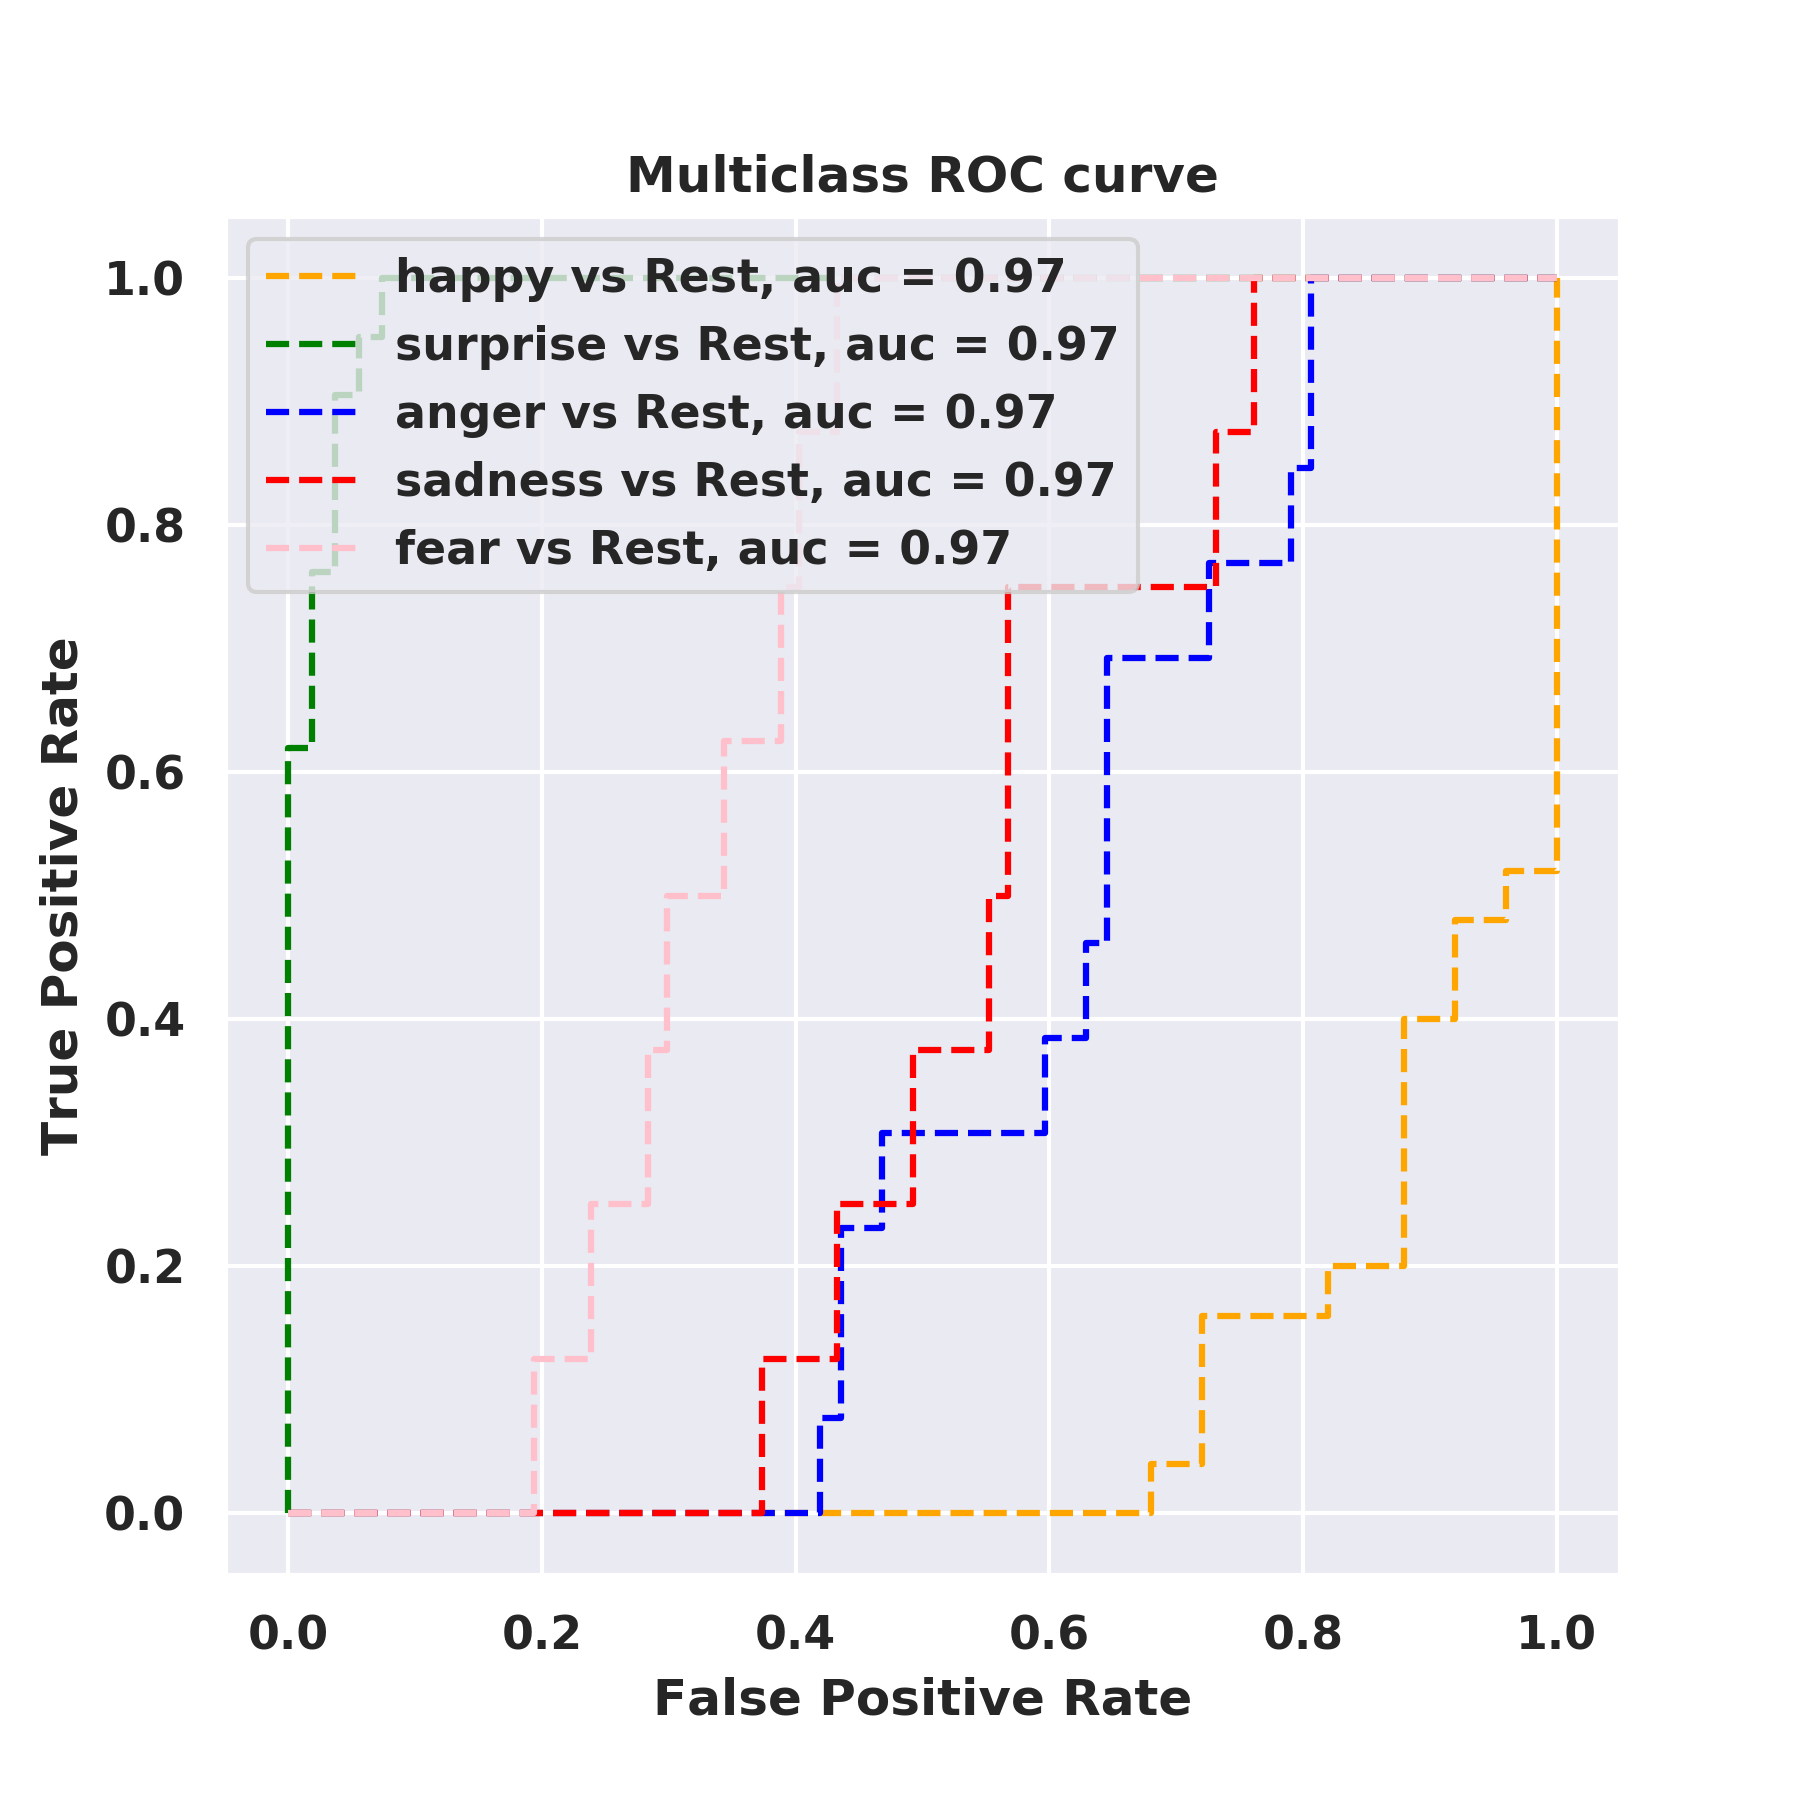 Multiclass ROC curve
happy vs Rest, auc = 0.97
surprise vs Rest, auc = 0.97
anger vs Rest, auc = 0.97
sadness vs Rest, auc = 0.97
fear vs Rest, auc = 0.97
True Positive Rate
1.0
0.8
0.6
0.4
0.2
0.0
0.0 0.2 0.4 0.6 0.8 1.0
False Positive Rate